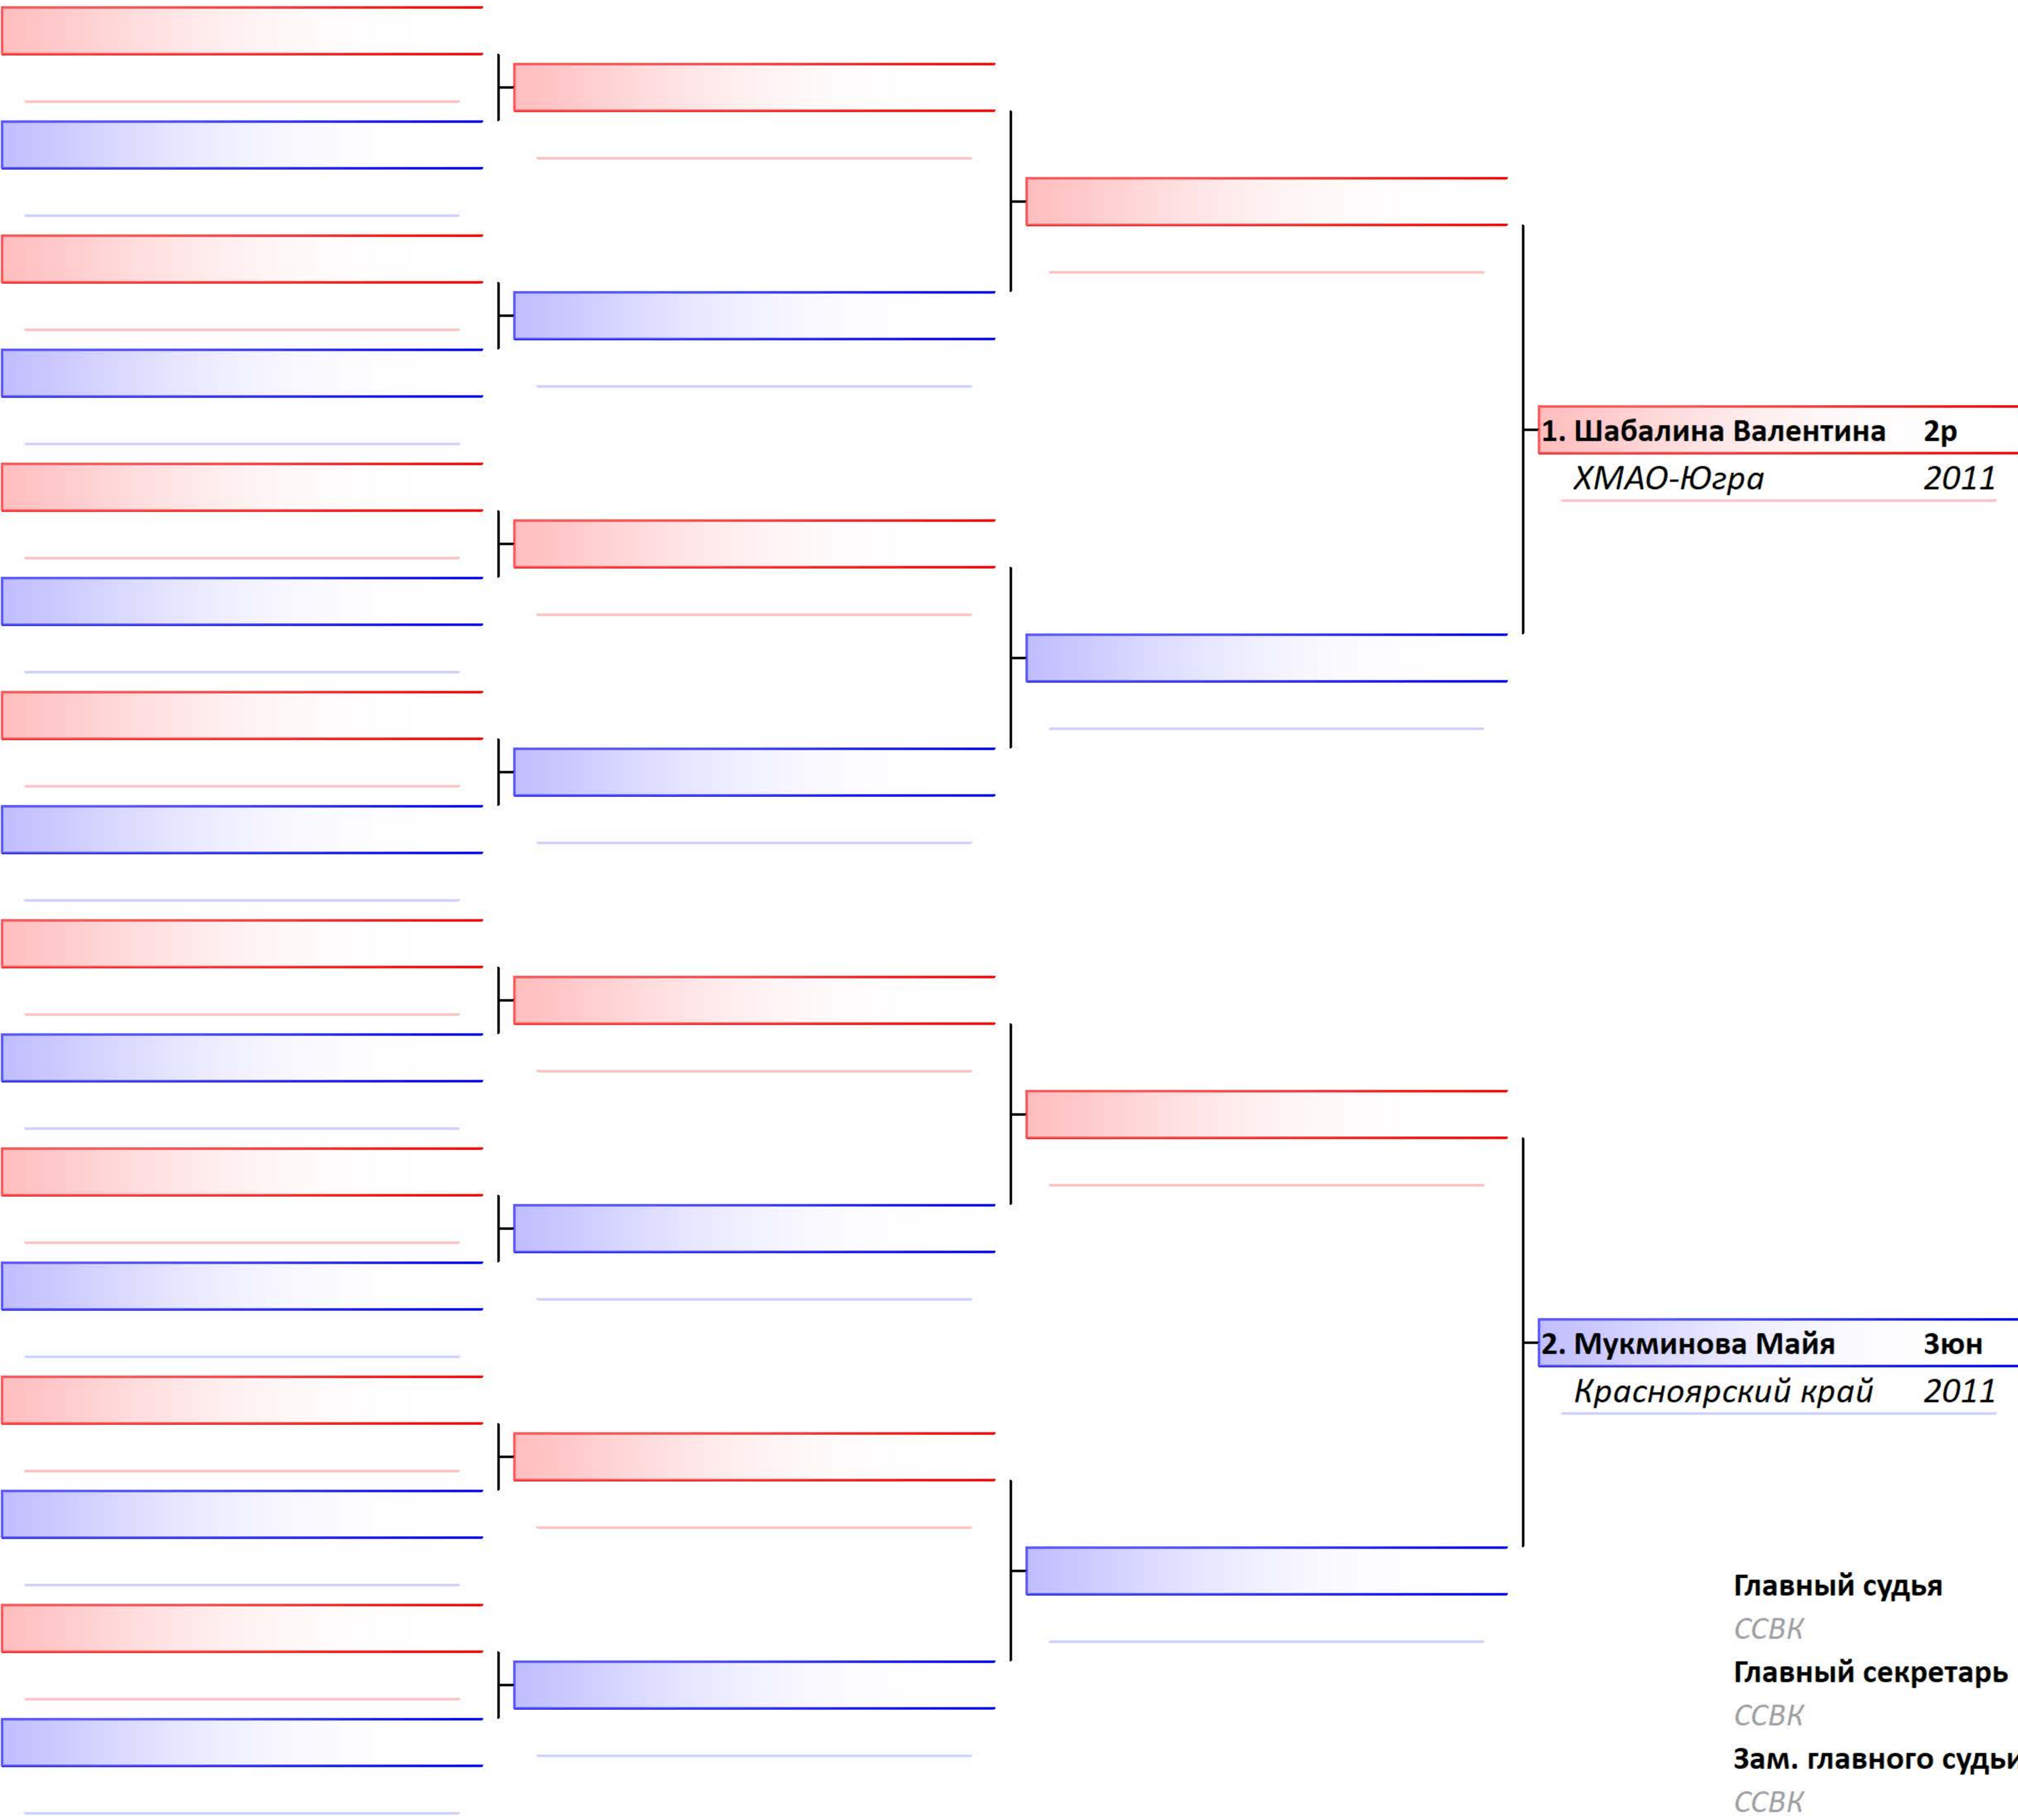 1. Шабалина Валентина 2р
ХМАО-Югра 2011
2. Мукминова Майя 3юн
Красноярский край 2011
Главный судья
ССВК
Главный секретарь
ССВК
Зам. главного судьи
ССВК